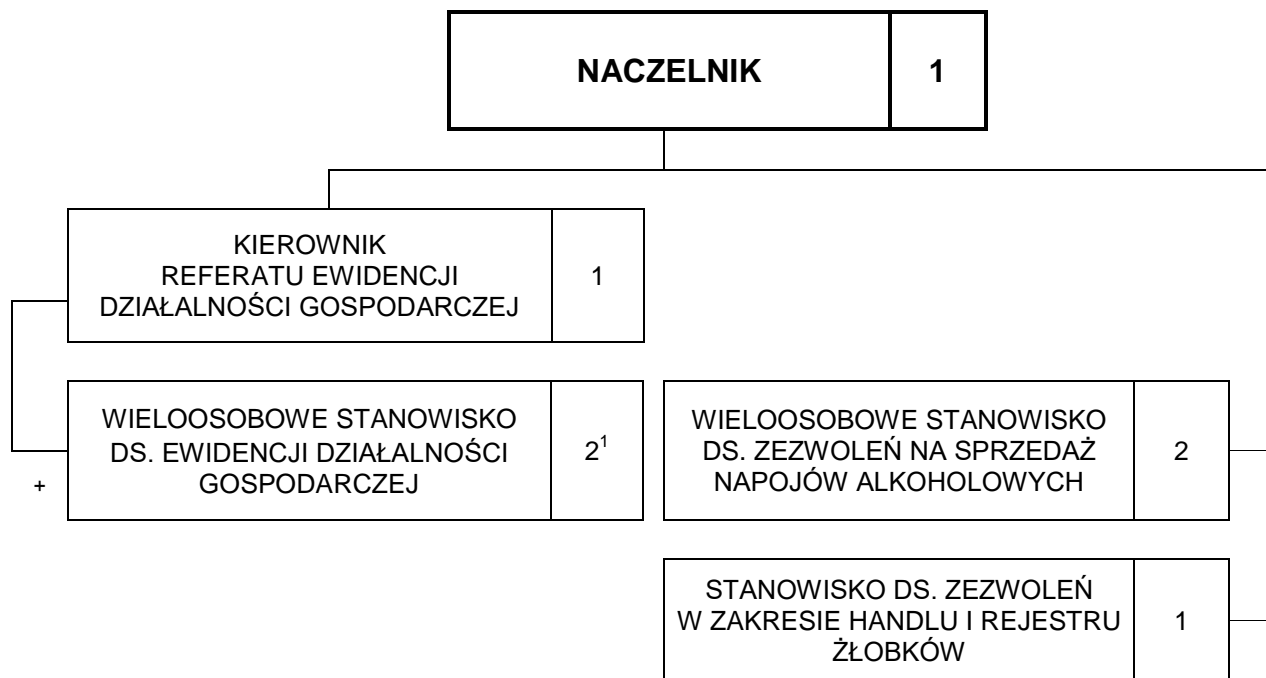 NACZELNIK 1
KIEROWNIK
REFERATU EWIDENCJI
DZIAŁALNOŚCI GOSPODARCZEJ
1
WIELOOSOBOWE STANOWISKO
DS. EWIDENCJI DZIAŁALNOŚCI
GOSPODARCZEJ
2¹
+
WIELOOSOBOWE STANOWISKO
DS. ZEZWOLEŃ NA SPRZEDAŻ
NAPOJÓW ALKOHOLOWYCH
2
STANOWISKO DS. ZEZWOLEŃ
W ZAKRESIE HANDLU I REJESTRU
ŻŁOBKÓW
1